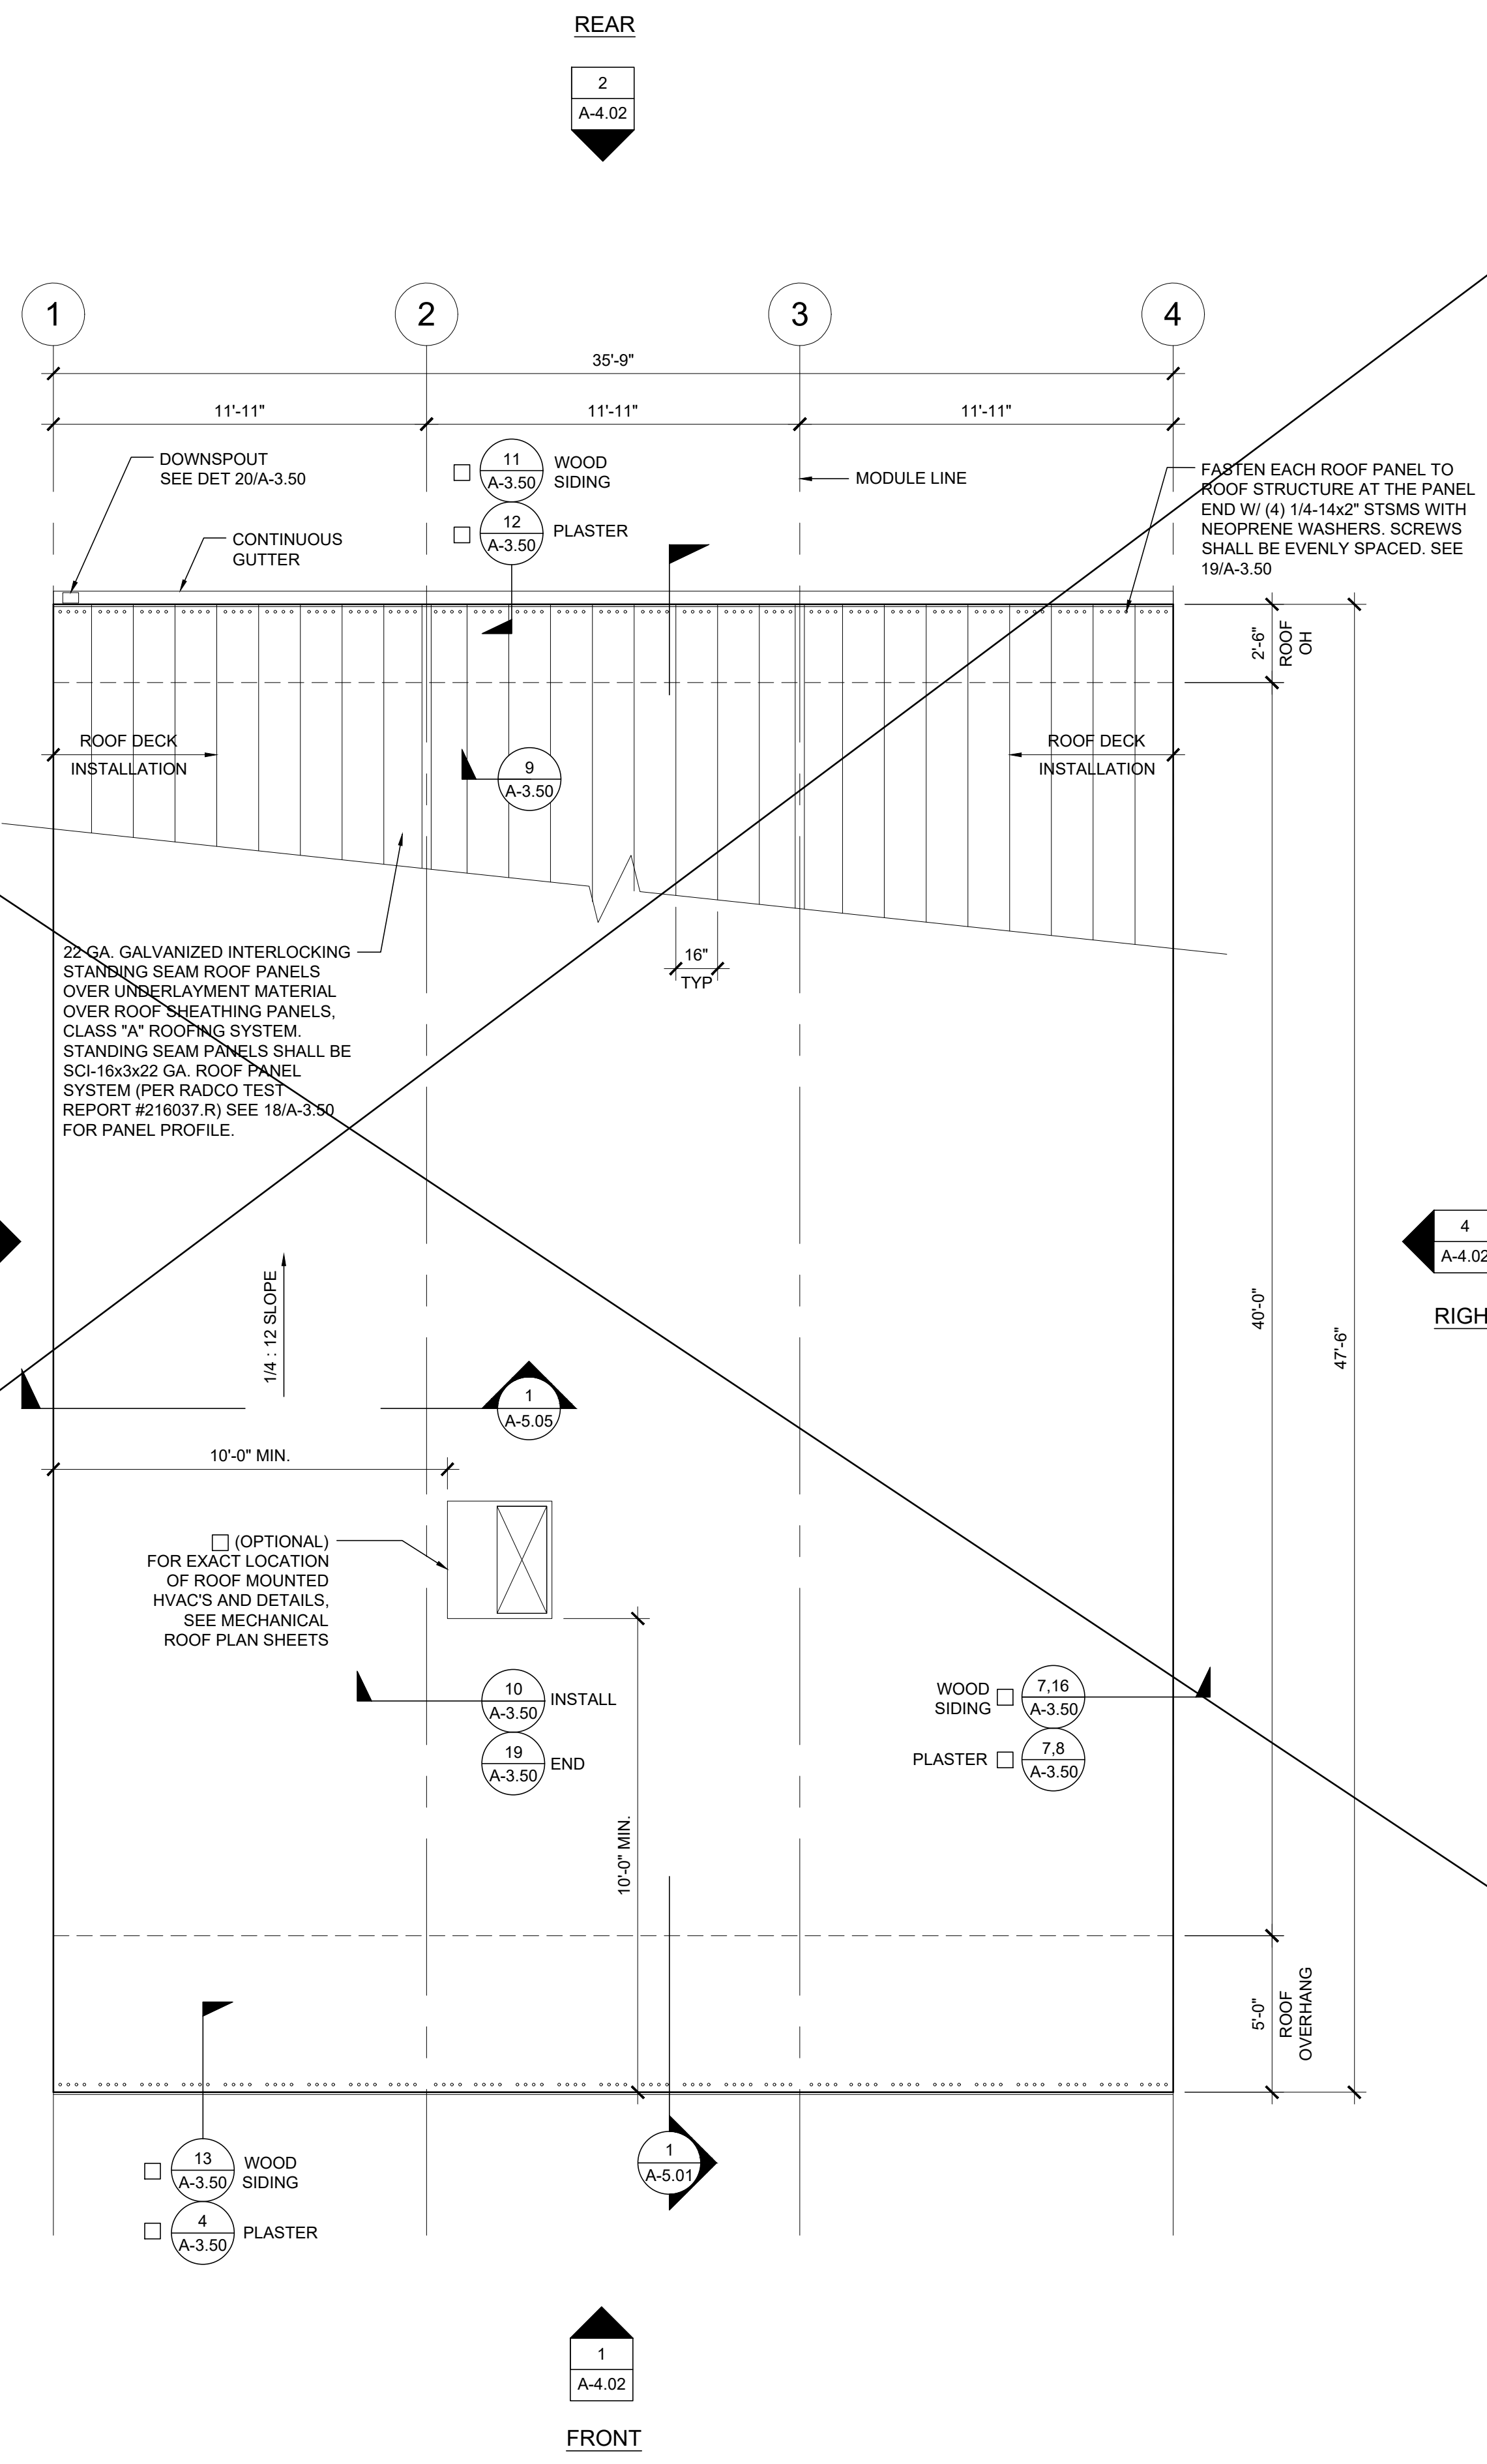 REAR
2
A-4.02
1
2
3
4
35'-9"
11'-11"
11'-11"
11'-11"
DOWNSPOUT
SEE DET 20/A-3.50
CONTINUOUS
GUTTER
11
A-3.50
WOOD
SIDING
12
A-3.50
PLASTER
MODULE LINE
FASTEN EACH ROOF PANEL TO
ROOF STRUCTURE AT THE PANEL
END W/ (4) 1/4-14x2" STSMS WITH
NEOPRENE WASHERS. SCREWS
SHALL BE EVENLY SPACED. SEE
19/A-3.50
2'-6"
ROOF
OH
ROOF DECK
INSTALLATION
9
A-3.50
ROOF DECK
INSTALLATION
22 GA. GALVANIZED INTERLOCKING
STANDING SEAM ROOF PANELS
OVER UNDERLAYMENT MATERIAL
OVER ROOF SHEATHING PANELS,
CLASS "A" ROOFING SYSTEM.
STANDING SEAM PANELS SHALL BE
SCI-16x3x22 GA. ROOF PANEL
SYSTEM (PER RADCO TEST
REPORT #216037.R) SEE 18/A-3.50
FOR PANEL PROFILE.
16"
TYP
4
A-4.02
RIGH
1/4 : 12 SLOPE
40'-0"
47'-6"
1
A-5.05
10'-0" MIN.
(OPTIONAL)
FOR EXACT LOCATION
OF ROOF MOUNTED
HVAC'S AND DETAILS,
SEE MECHANICAL
ROOF PLAN SHEETS
10
A-3.50
INSTALL
19
A-3.50
END
WOOD
SIDING
7,16
A-3.50
PLASTER
7,8
A-3.50
10'-0" MIN.
5'-0"
ROOF
OVERHANG
13
A-3.50
WOOD
SIDING
4
A-3.50
PLASTER
1
A-5.01
1
A-4.02
FRONT